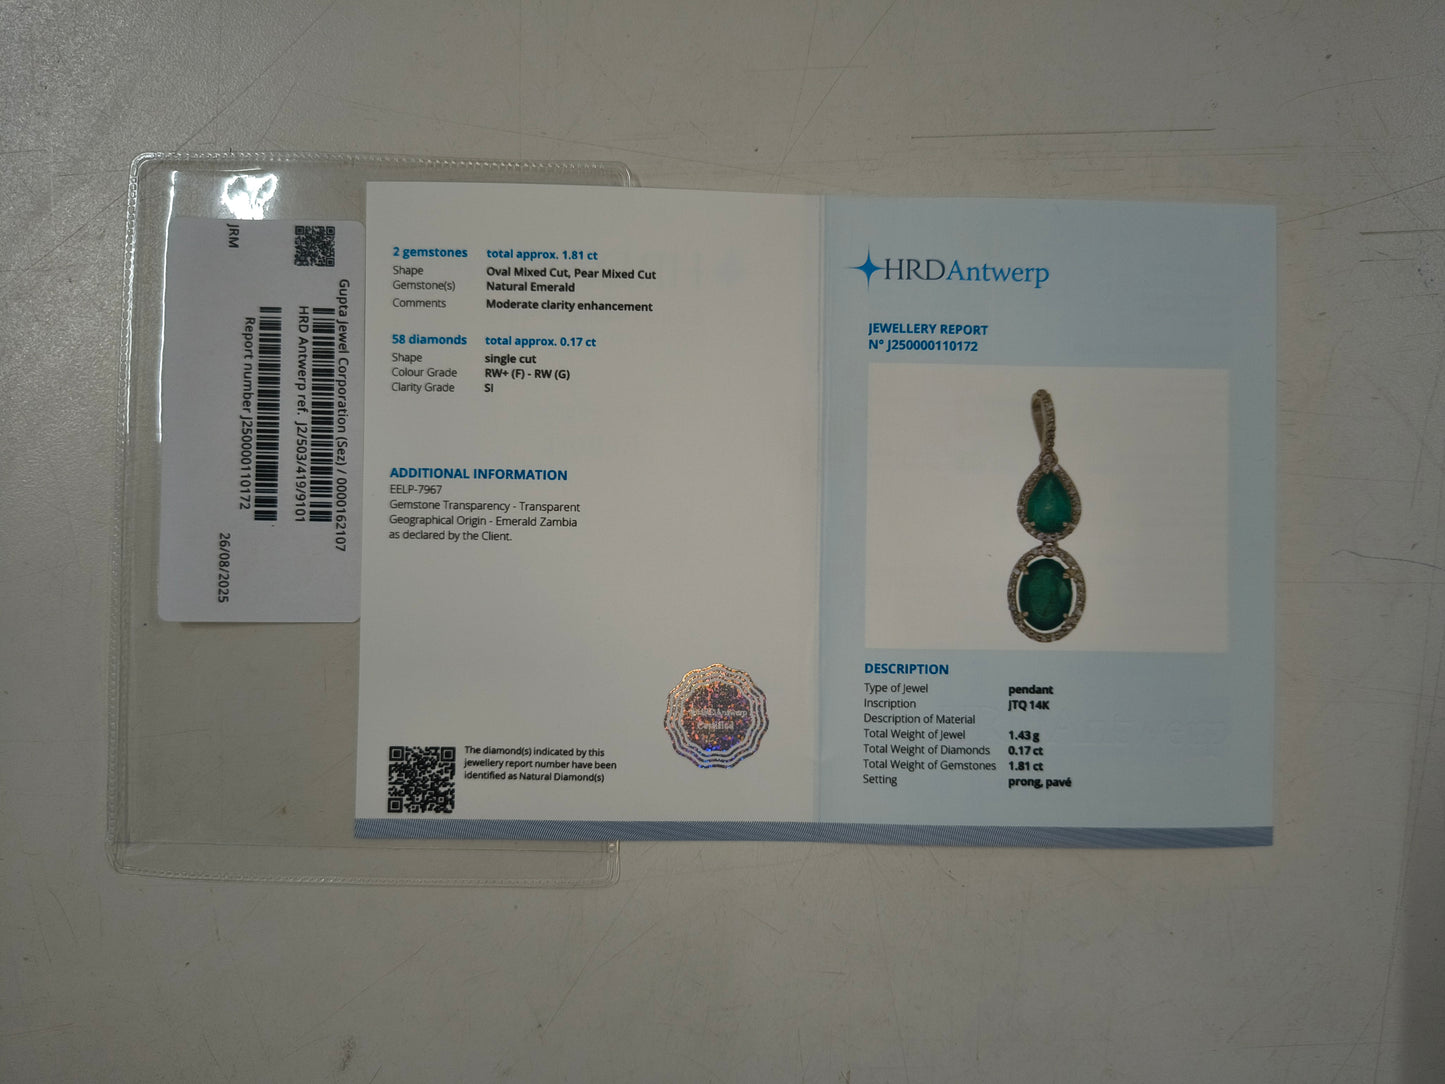 JRM
Gupta Jewel Corporation (Sez) / 0000162107
HRD Antwerp ref. J2/503/419/9101
Report number J250000110172
26/08/2025
2 gemstones total approx. 1.81 ct
Shape Oval Mixed Cut, Pear Mixed Cut
Gemstone(s) Natural Emerald
Comments Moderate clarity enhancement
58 diamonds total approx. 0.17 ct
Shape single cut
Colour Grade RW+ (F) - RW (G)
Clarity Grade SI
ADDITIONAL INFORMATION
EELP-7967
Gemstone Transparency - Transparent
Geographical Origin - Emerald Zambia
as declared by the Client.
The diamond(s) indicated by this
jewellery report number have been
identified as Natural Diamond(s)
HRDAntwerp
JEWELLERY REPORT
N° J250000110172
DESCRIPTION
Type of Jewel pendant
Inscription JTQ 14K
Description of Material
Total Weight of Jewel 1.43 g
Total Weight of Diamonds 0.17 ct
Total Weight of Gemstones 1.81 ct
Setting prong, pavé